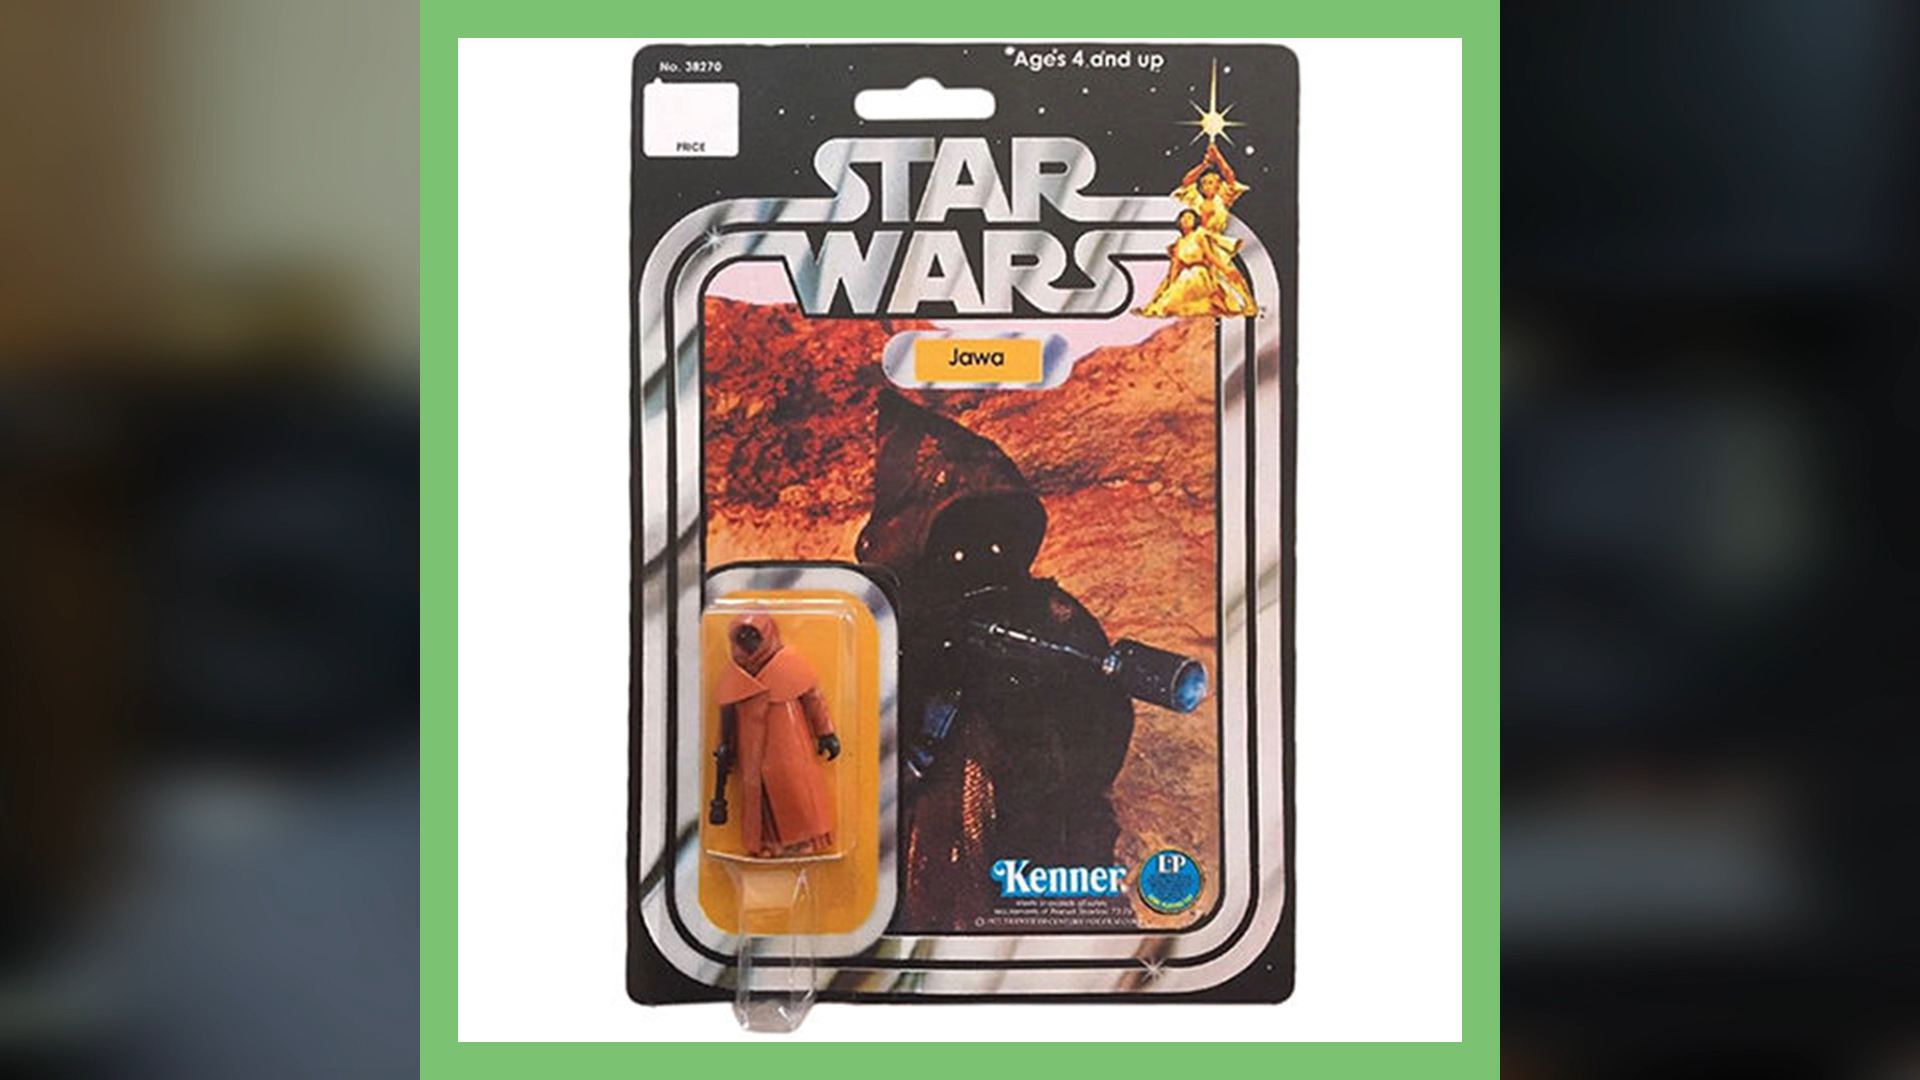 No. 38270
Ages 4 and up
PRICE
STAR
WARS
Jawa
Kenner